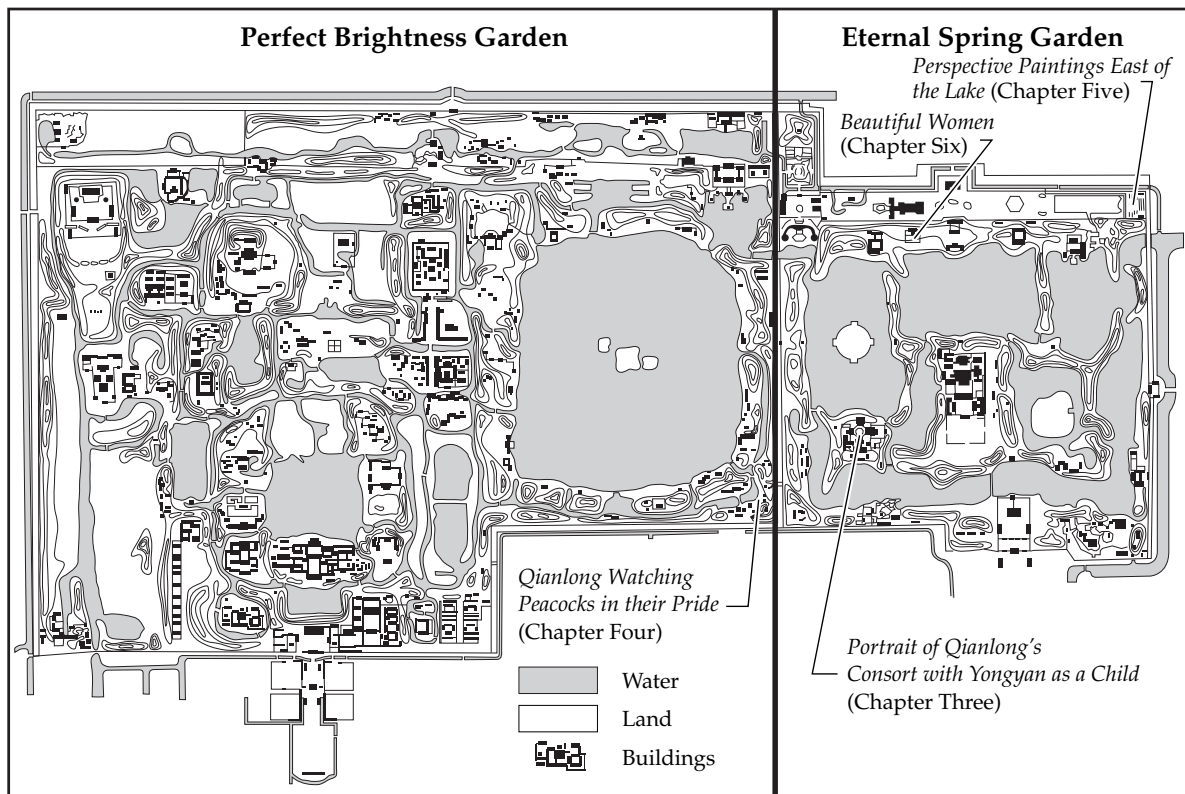 Perfect Brightness Garden
Eternal Spring Garden
Perspective Paintings East of
the Lake (Chapter Five)
Beautiful Women
(Chapter Six)
Qianlong Watching
Peacocks in their Pride
(Chapter Four)
Portrait of Qianlong's
Consort with Yongyan as a Child
(Chapter Three)
Water
Land
Buildings